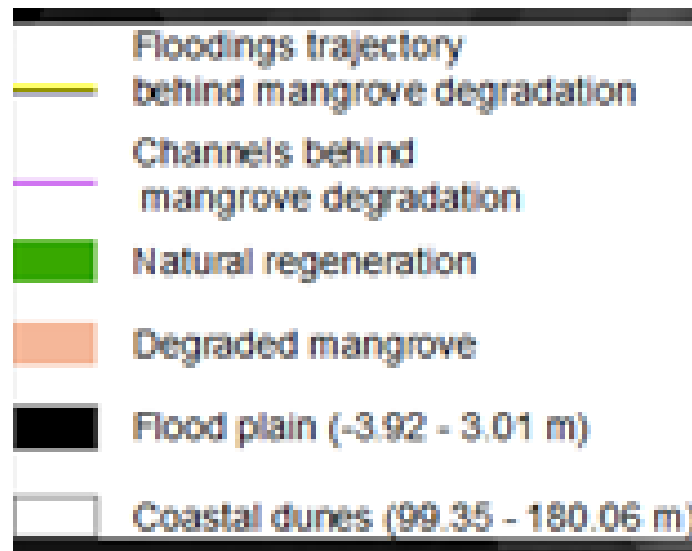 Floodings trajectory
behind mangrove degradation
Channels behind
mangrove degradation
Natural regeneration
Degraded mangrove
Flood plain (-3.92 - 3.01 m)
Coastal dunes (99.35 - 180.06 m)